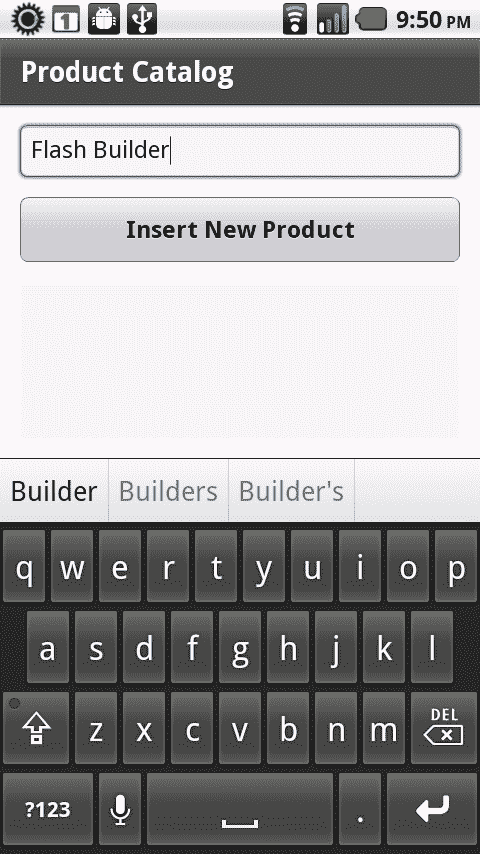 1 9:50 PM
Product Catalog
Flash Builder
Insert New Product
Builder Builders Builder's
q w e r t y u i o p
a s d f g h j k l
z x c v b n m DEL
?123 .